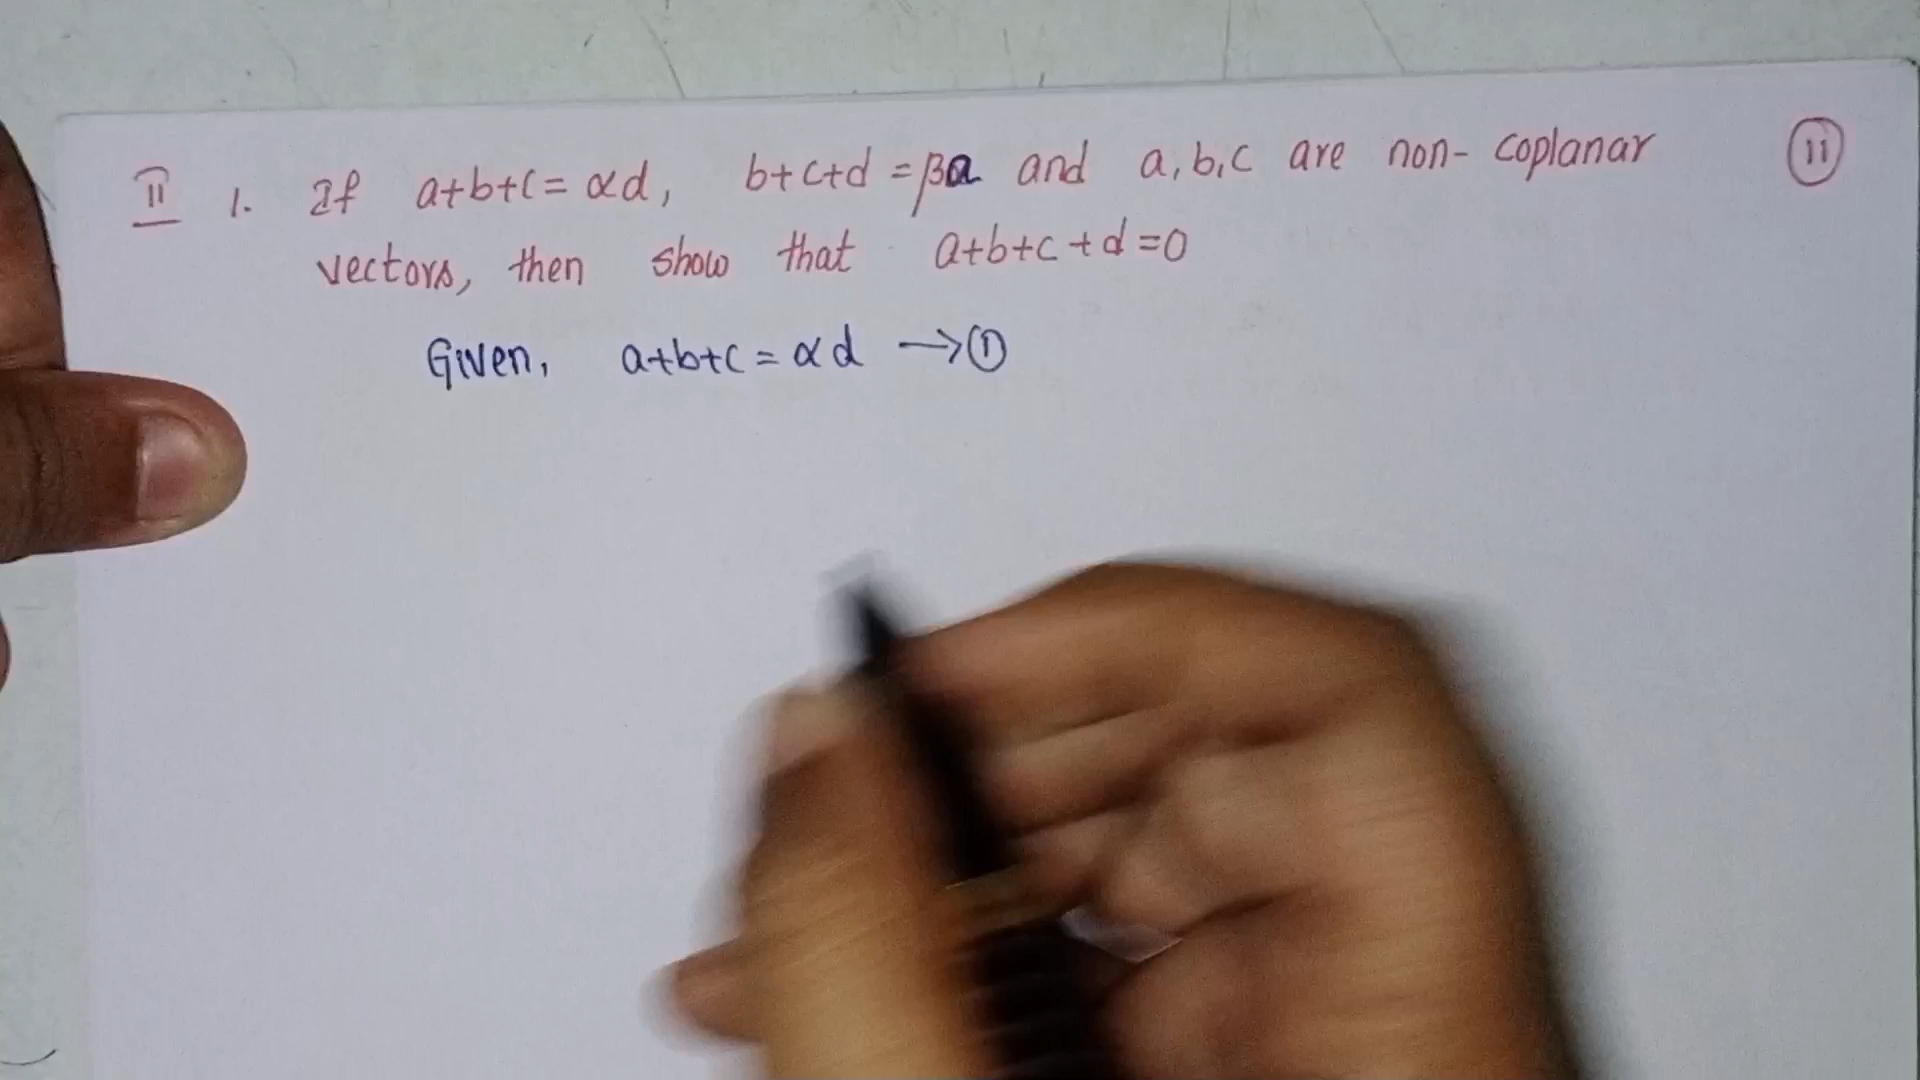 II 1. If a+b+c = αd, b+c+d = βa and a,b,c are non-coplanar 11
vectors, then show that a+b+c+d=0
Given, a+b+c = αd → ①